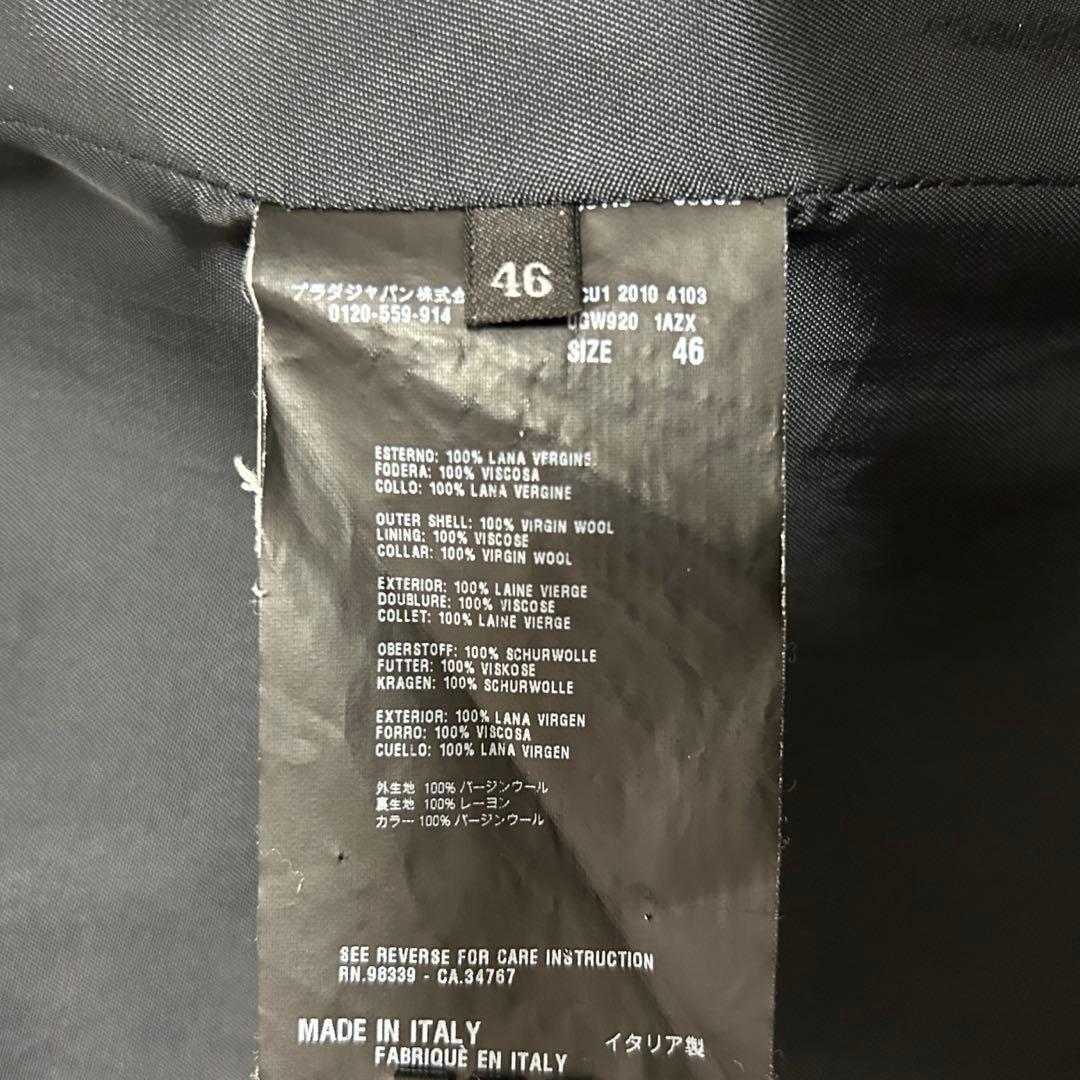 46
プラダジャパン株式会
0120-559-914
CU1 2010 4103
UGW920 1AZX
SIZE 46
ESTERNO: 100% LANA VERGINE
FODERA: 100% VISCOSA
COLLO: 100% LANA VERGINE
OUTER SHELL: 100% VIRGIN WOOL
LINING: 100% VISCOSE
COLLAR: 100% VIRGIN WOOL
EXTERIOR: 100% LAINE VIERGE
DOUBLURE: 100% VISCOSE
COLLET: 100% LAINE VIERGE
OBERSTOFF: 100% SCHURWOLLE
FUTTER: 100% VISKOSE
KRAGEN: 100% SCHURWOLLE
EXTERIOR: 100% LANA VIRGEN
FORRO: 100% VISCOSA
CUELLO: 100% LANA VIRGEN
外生地 100% バージンウール
裏生地 100% レーヨン
カラー 100% バージンウール
SEE REVERSE FOR CARE INSTRUCTION
RN.98339 - CA.34767
MADE IN ITALY
FABRIQUÈ EN ITALY
イタリア製